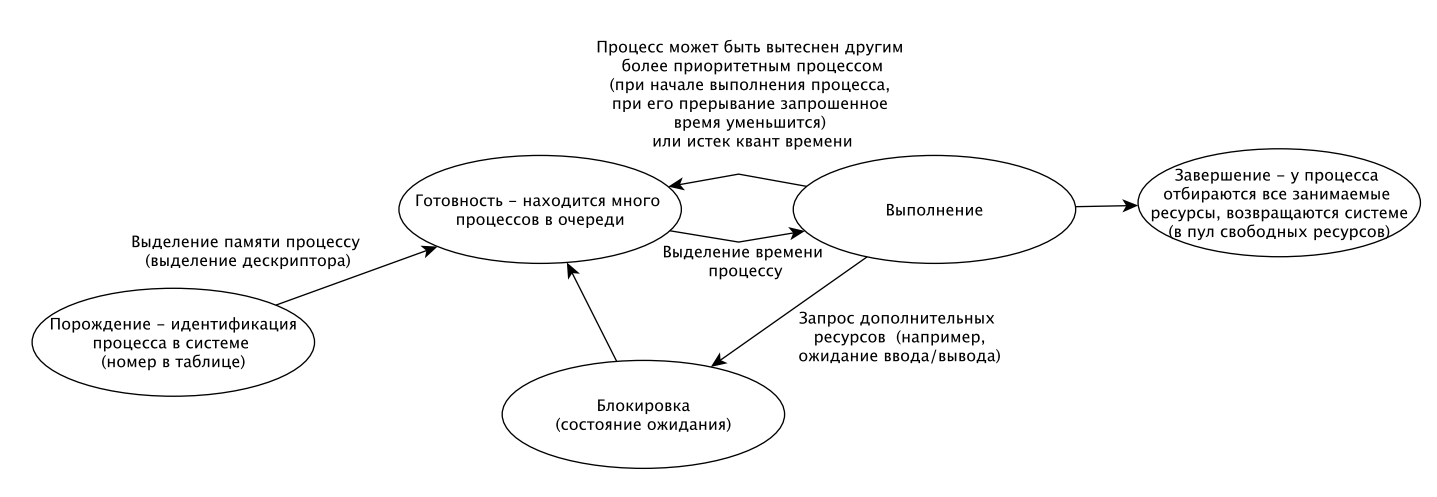 Процесс может быть вытеснен другим
более приоритетным процессом
(при начале выполнения процесса,
при его прерывание запрошенное
время уменьшится)
или истек квант времени
Готовность – находится много
процессов в очереди
Выполнение
Завершение – у процесса
отбираются все занимаемые
ресурсы, возвращаются системе
(в пул свободных ресурсов)
Выделение памяти процессу
(выделение дескриптора)
Выделение времени
процессу
Порождение – идентификация
процесса в системе
(номер в таблице)
Запрос дополнительных
ресурсов (например,
ожидание ввода/вывода)
Блокировка
(состояние ожидания)